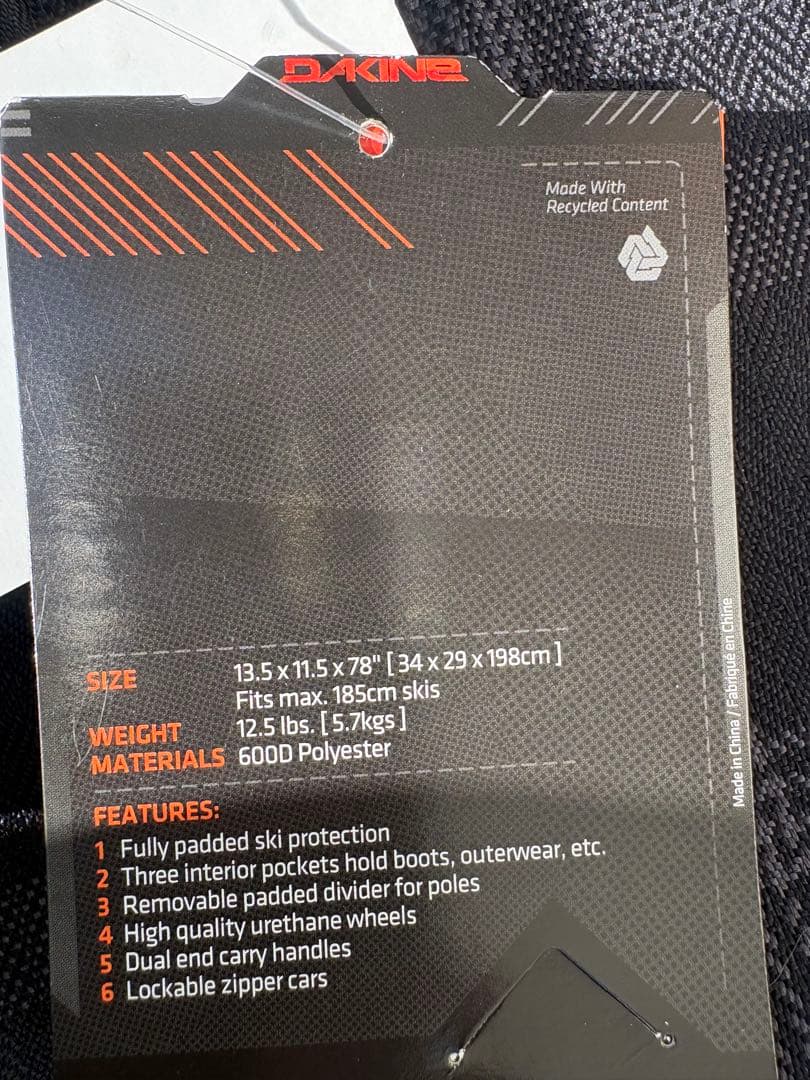 DAKINE
Made With
Recycled Content
SIZE 13.5 x 11.5 x 78" [ 34 x 29 x 198cm ]
Fits max. 185cm skis
WEIGHT 12.5 lbs. [ 5.7kgs ]
MATERIALS 600D Polyester
FEATURES:
1 Fully padded ski protection
2 Three interior pockets hold boots, outerwear, etc.
3 Removable padded divider for poles
4 High quality urethane wheels
5 Dual end carry handles
6 Lockable zipper cars
Made in China / Fabriqué en Chine